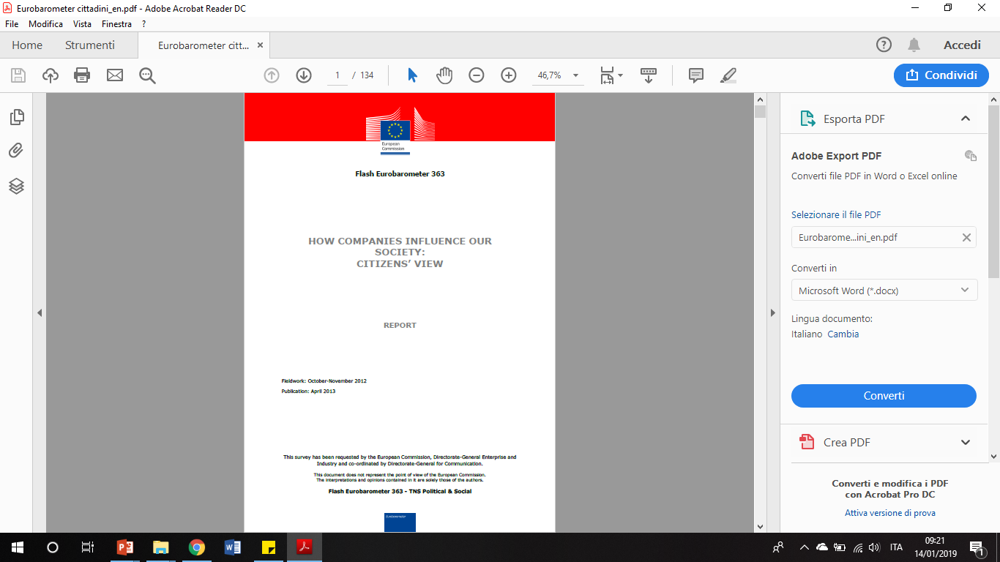 Eurobarometer cittadini_en.pdf - Adobe Acrobat Reader DC
File Modifica Vista Finestra ?
Home Strumenti Eurobarometer citt... ×
1 / 134 46,7%
Condividi
Accedi
European
Commission
Flash Eurobarometer 363
HOW COMPANIES INFLUENCE OUR
SOCIETY:
CITIZENS’ VIEW
REPORT
Fieldwork: October-November 2012
Publication: April 2013
This survey has been requested by the European Commission, Directorate-General Enterprise and
Industry and co-ordinated by Directorate-General for Communication.
This document does not represent the point of view of the European Commission.
The interpretations and opinions contained in it are solely those of the authors.
Flash Eurobarometer 363 - TNS Political & Social
Eurobarometer
Esporta PDF
Adobe Export PDF
Converti file PDF in Word o Excel online
Selezionare il file PDF
Eurobarome...ini_en.pdf
Converti in
Microsoft Word (*.docx)
Lingua documento:
Italiano Cambia
Converti
Crea PDF
Converti e modifica i PDF
con Acrobat Pro DC
Attiva versione di prova
ITA
09:21
14/01/2019
1